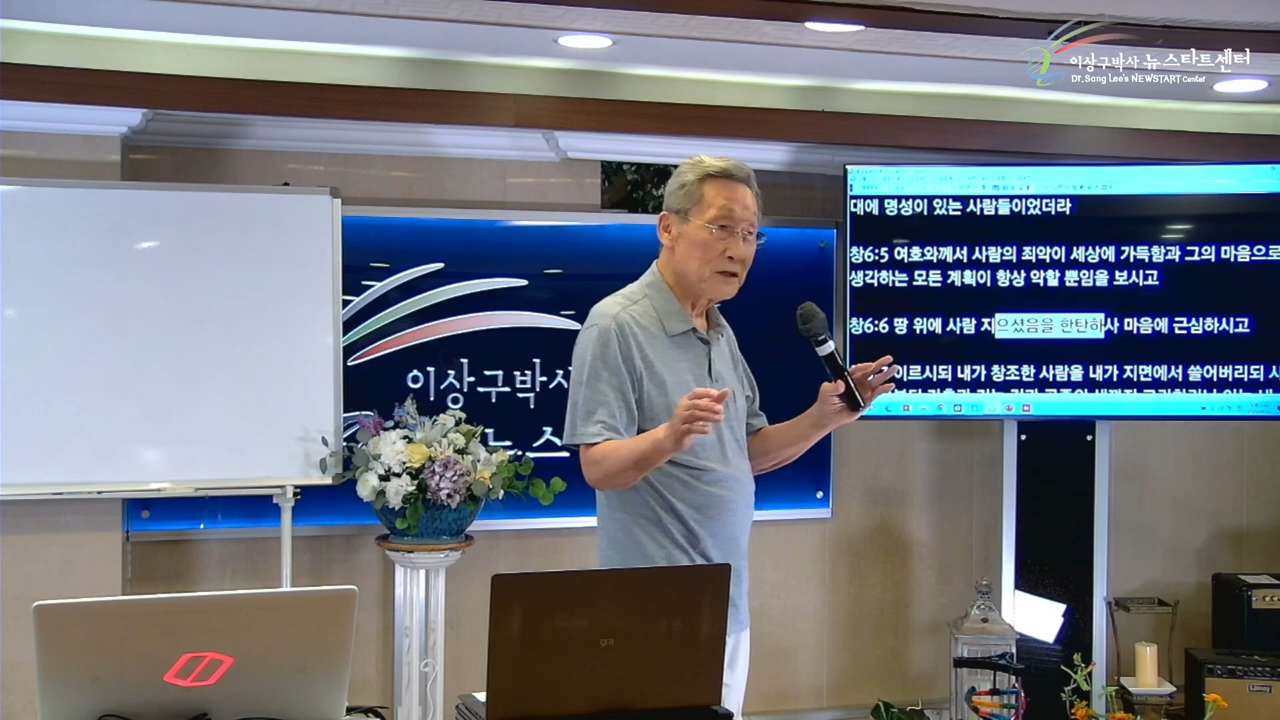 이상구박사 뉴스타트센터
Dr. Sang Lee's NEWSTART Center
대에 명성이 있는 사람들이었더라
창6:5 여호와께서 사람의 죄악이 세상에 가득함과 그의 마음으로
생각하는 모든 계획이 항상 악할 뿐임을 보시고
창6:6 땅 위에 사람 지으셨음을 한탄하사 마음에 근심하시고
이르시되 내가 창조한 사람을 내가 지면에서 쓸어버리되 사
이상구박사
뉴스
gram
Laney